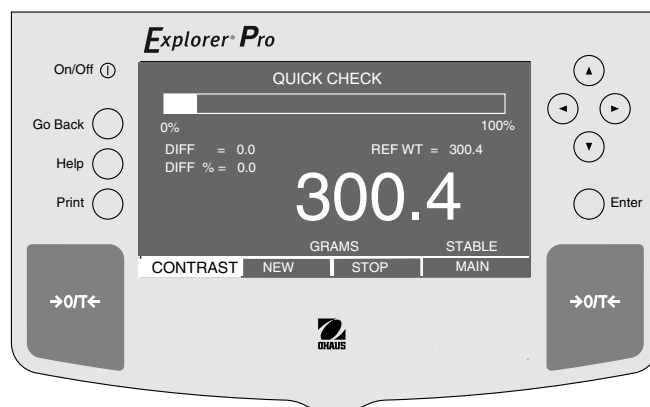 Explorer® Pro
On/Off
QUICK CHECK
Go Back
0% 100%
DIFF = 0.0 REF WT = 300.4
DIFF % = 0.0
Help
300.4
Print
Enter
GRAMS STABLE
CONTRAST NEW STOP MAIN
→0/T← →0/T←
OHAUS